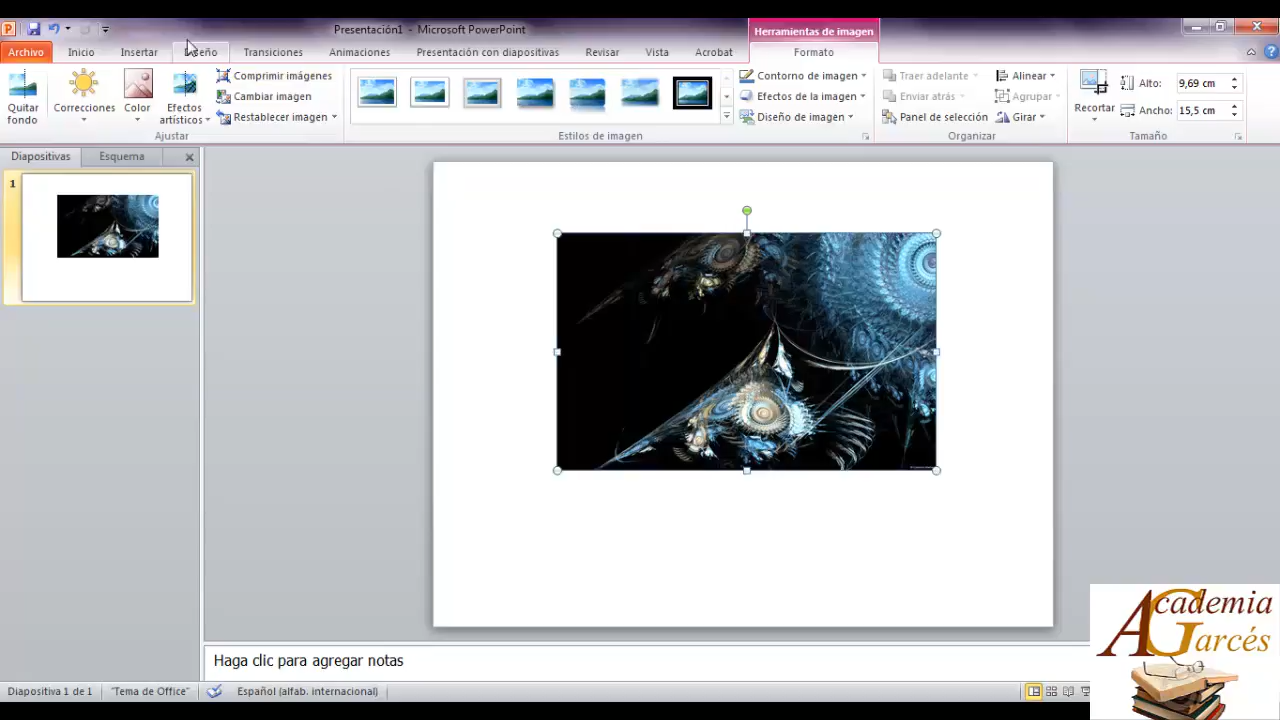 Presentación1 - Microsoft PowerPoint
Herramientas de imagen
Archivo
Inicio
Insertar
Diseño
Transiciones
Animaciones
Presentación con diapositivas
Revisar
Vista
Acrobat
Formato
Quitar fondo
Correcciones
Color
Efectos artísticos
Comprimir imágenes
Cambiar imagen
Restablecer imagen
Ajustar
Estilos de imagen
Contorno de imagen
Efectos de la imagen
Diseño de imagen
Traer adelante
Enviar atrás
Panel de selección
Alinear
Agrupar
Girar
Organizar
Recortar
Alto:
9,69 cm
Ancho:
15,5 cm
Tamaño
Diapositivas
Esquema
1
Haga clic para agregar notas
Diapositiva 1 de 1
"Tema de Office"
Español (alfab. internacional)
Academia
Garcés